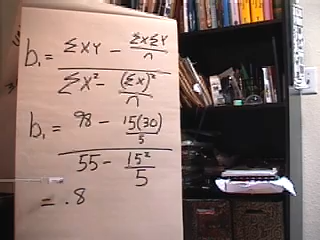 b₁ = (ΣXY − ΣXΣY/n) / (ΣX² − (ΣX)²/n)
b₁ = (98 − 15(30)/5) / (55 − 15²/5)
= .8